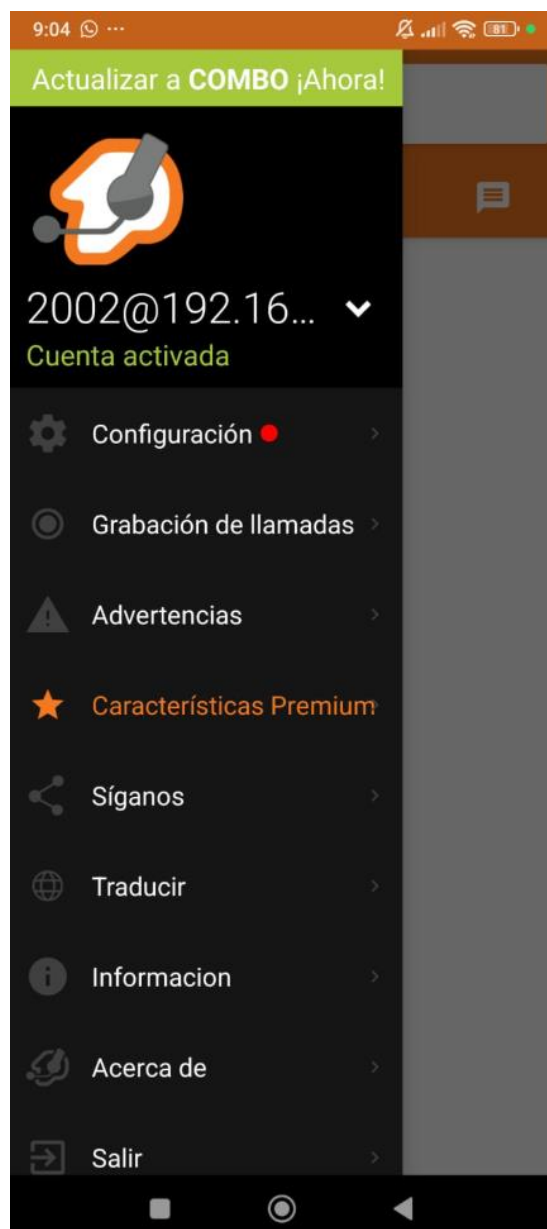 9:04
81
Actualizar a COMBO ¡Ahora!
2002@192.16...
Cuenta activada
Configuración
Grabación de llamadas
Advertencias
Características Premium
Síganos
Traducir
Informacion
Acerca de
Salir